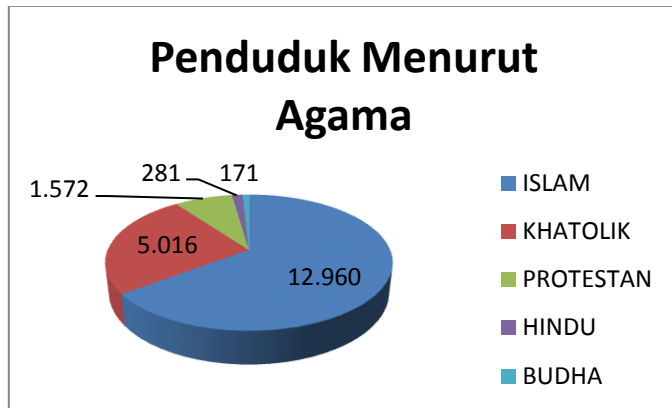 Penduduk Menurut
Agama
281
171
1.572
5.016
12.960
ISLAM
KHATOLIK
PROTESTAN
HINDU
BUDHA